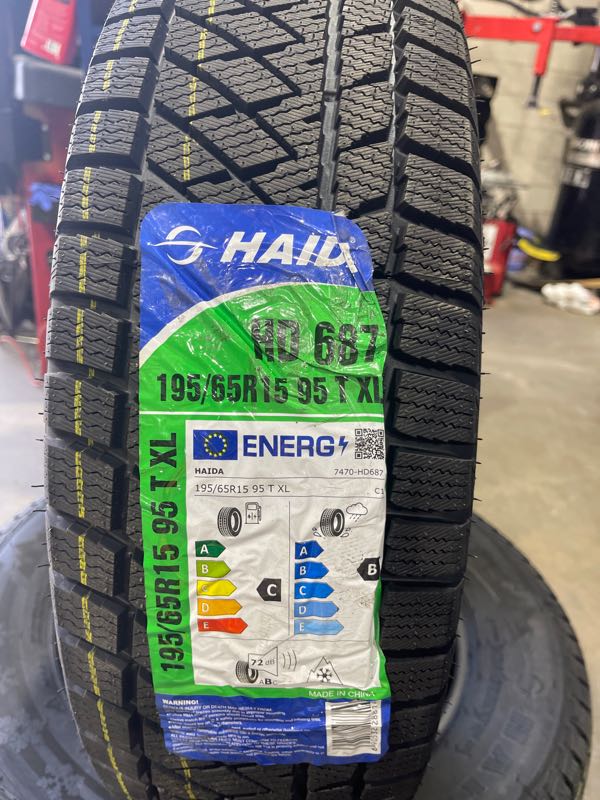 HAIDA
HD 687
195/65R15 95 T XL
195/65R15 95 T XL
ENERG
HAIDA 7470-HD687
195/65R15 95 T XL C1
A A
B B B
C C C
D D
E E
72 dB
ABC
MADE IN CHINA
WARNING!